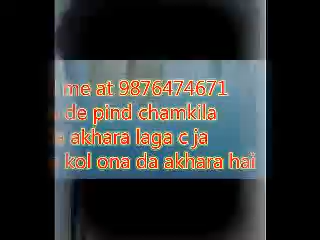 me at 9876474671
de pind chamkila
akhara laga c ja
kol ona da akhara hai